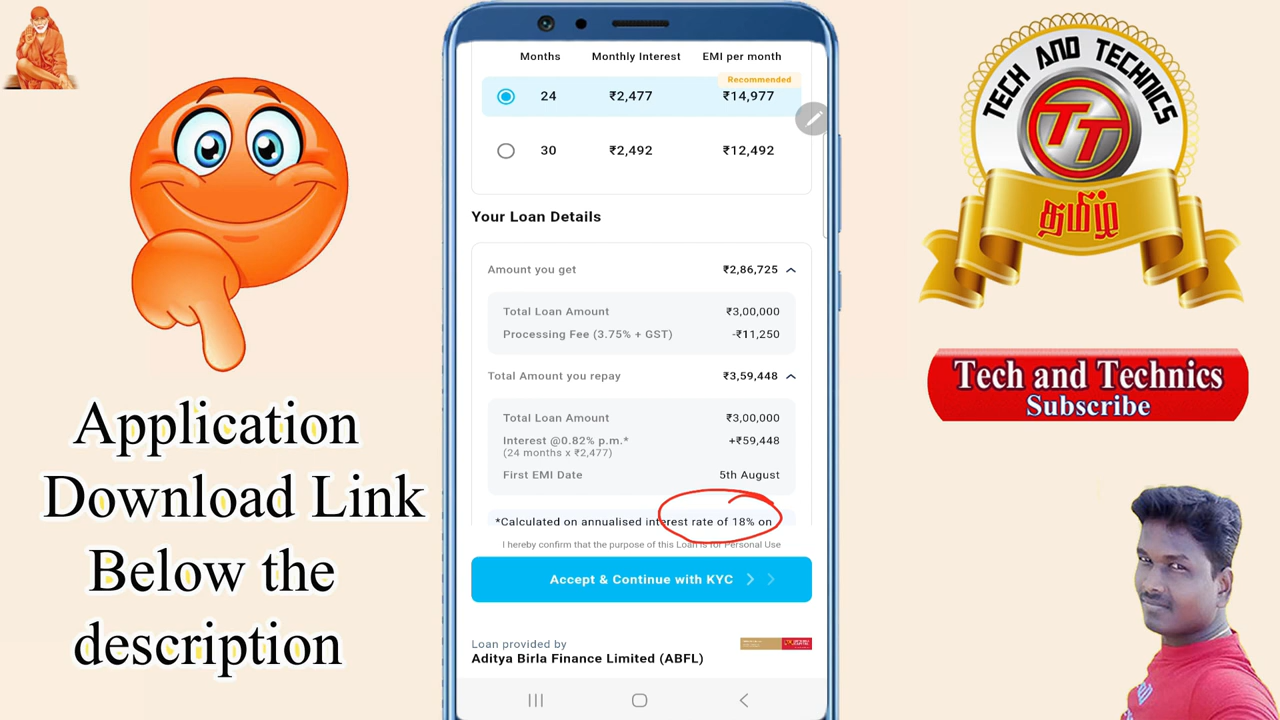 Months Monthly Interest EMI per month
Recommended
24 ₹2,477 ₹14,977
30 ₹2,492 ₹12,492
Your Loan Details
Amount you get ₹2,86,725
Total Loan Amount ₹3,00,000
Processing Fee (3.75% + GST) -₹11,250
Total Amount you repay ₹3,59,448
Total Loan Amount ₹3,00,000
Interest @0.82% p.m.* +₹59,448
(24 months x ₹2,477)
First EMI Date 5th August
*Calculated on annualised interest rate of 18% on
I hereby confirm that the purpose of this Loan is for Personal Use
Accept & Continue with KYC
Loan provided by
Aditya Birla Finance Limited (ABFL)
Application
Download Link
Below the
description
TECH AND TECHNICS
TT
தமிழ்
Tech and Technics
Subscribe